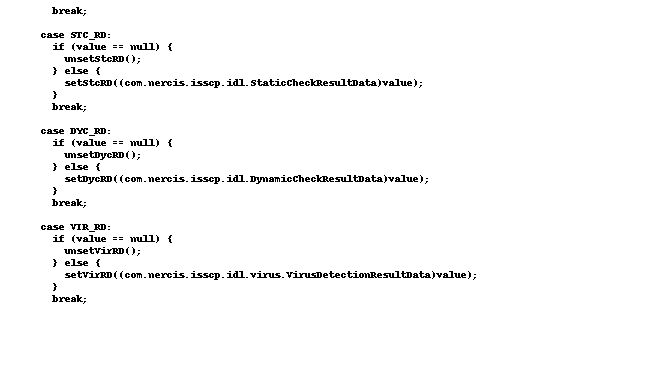 break;
case STC_RD:
if (value == null) {
unsetStcRD();
} else {
setStcRD((com.nercis.isscp.idl.StaticCheckResultData)value);
}
break;
case DYC_RD:
if (value == null) {
unsetDycRD();
} else {
setDycRD((com.nercis.isscp.idl.DynamicCheckResultData)value);
}
break;
case VIR_RD:
if (value == null) {
unsetVirRD();
} else {
setVirRD((com.nercis.isscp.idl.virus.VirusDetectionResultData)value);
}
break;